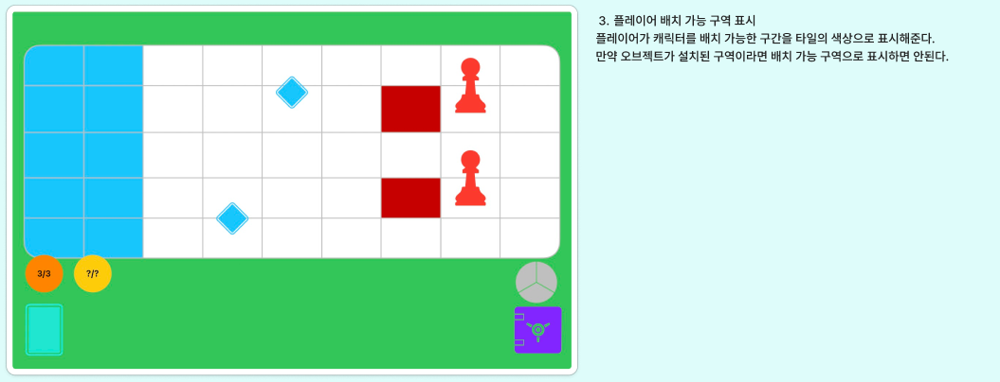 3. 플레이어 배치 가능 구역 표시
플레이어가 캐릭터를 배치 가능한 구간을 타일의 색상으로 표시해준다.
만약 오브젝트가 설치된 구역이라면 배치 가능 구역으로 표시하면 안된다.
3/3
?/?